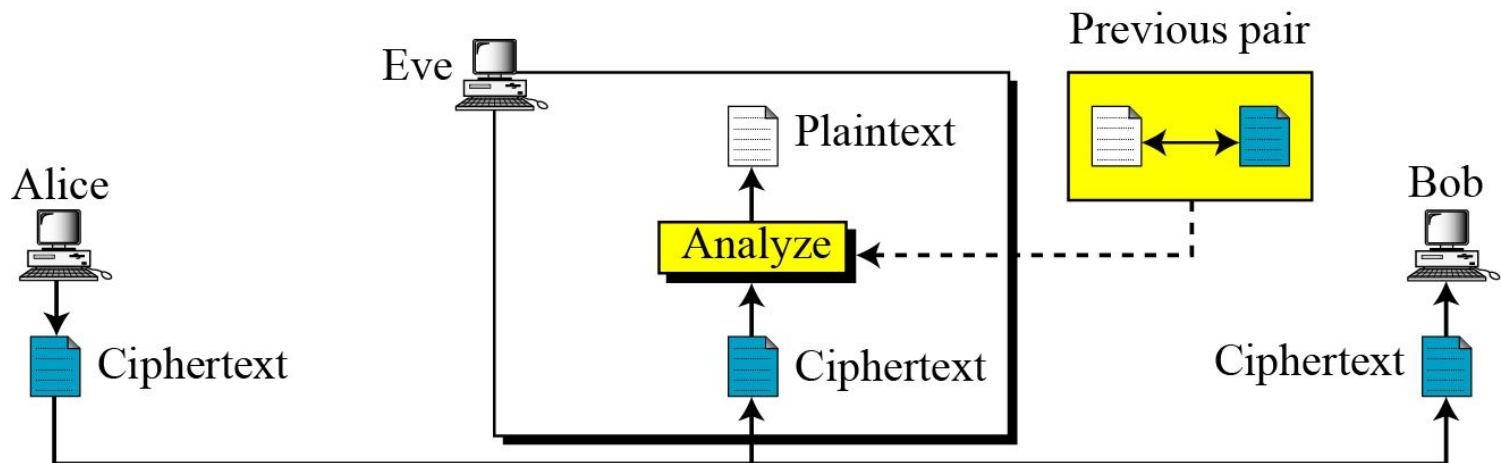 Previous pair
Eve
Plaintext
Alice
Bob
Analyze
Ciphertext
Ciphertext
Ciphertext